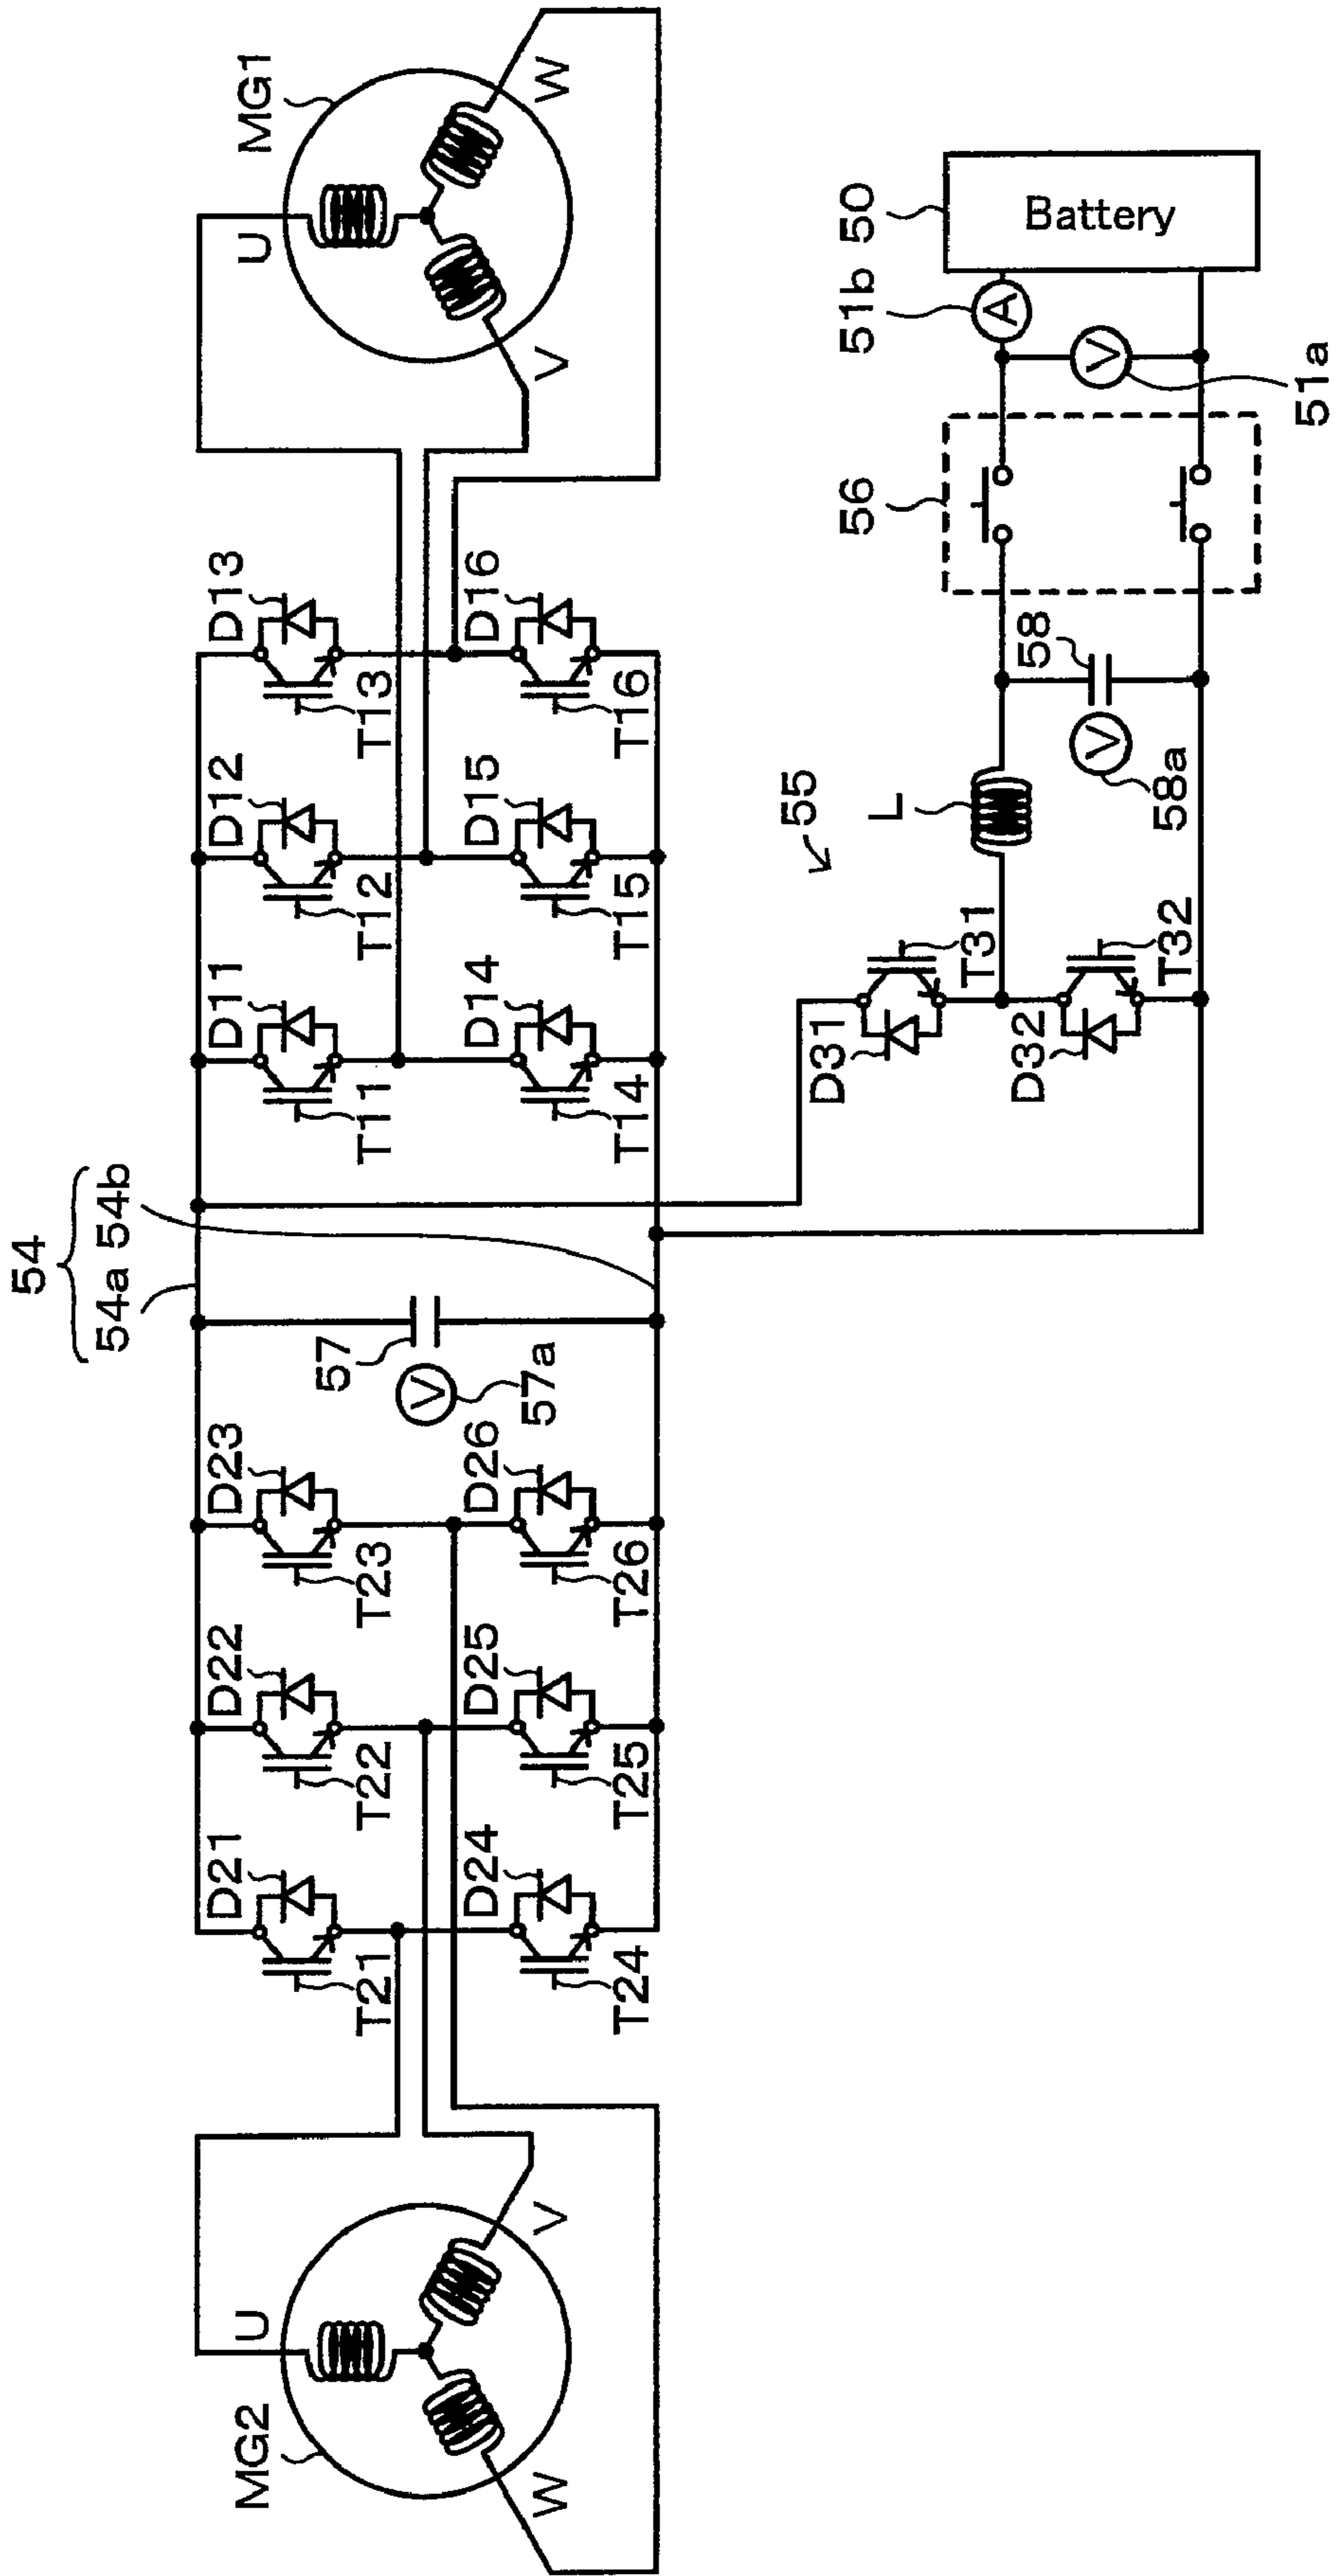 54
54a 54b
MG2
U
V
W
D21
D22
D23
T21
T22
T23
D24
D25
D26
T24
T25
T26
57
V
57a
D11
D12
D13
T11
T12
T13
D14
D15
D16
T14
T15
T16
MG1
U
V
W
55
D31
T31
D32
T32
L
58
V
58a
56
51b
A
V
51a
50
Battery